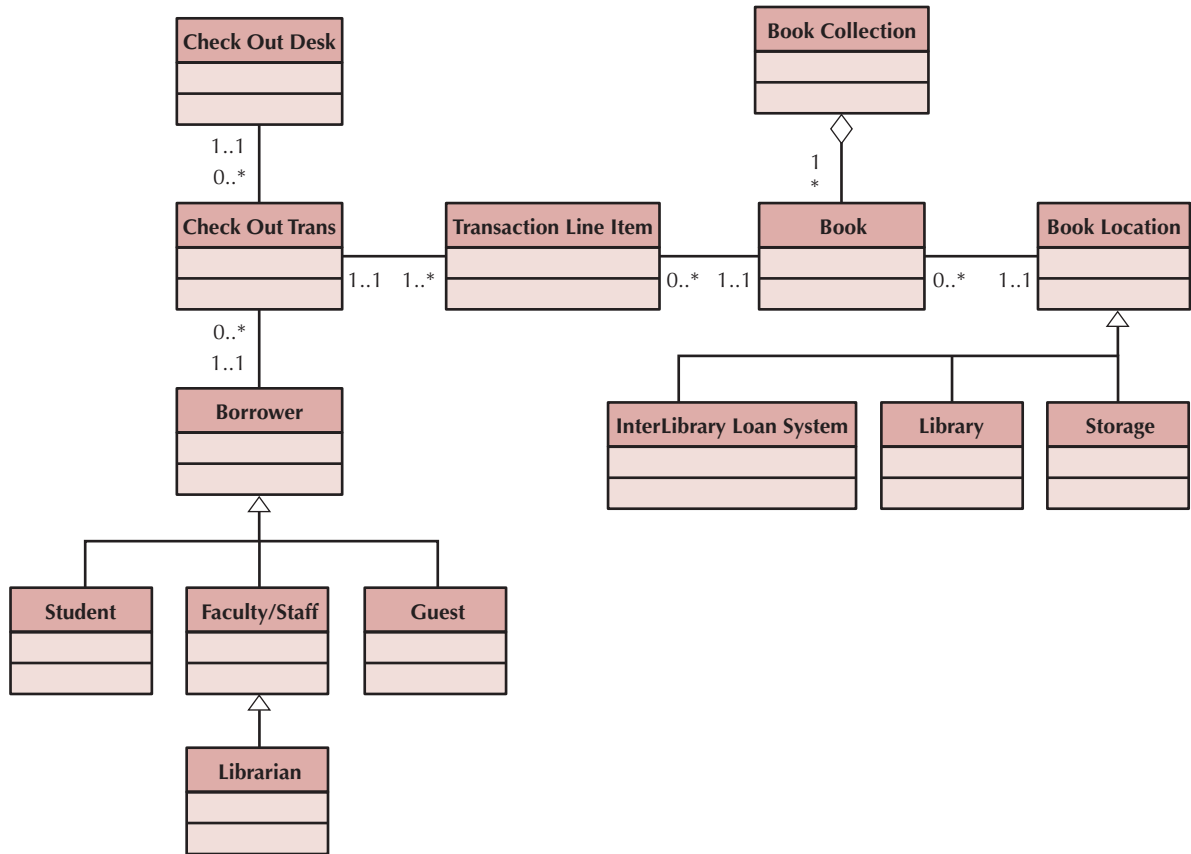 Check Out Desk
Book Collection
1..1
0..*
1
*
Check Out Trans
Transaction Line Item
Book
Book Location
1..1 1..*
0..* 1..1
0..* 1..1
0..*
1..1
Borrower
InterLibrary Loan System
Library
Storage
Student
Faculty/Staff
Guest
Librarian